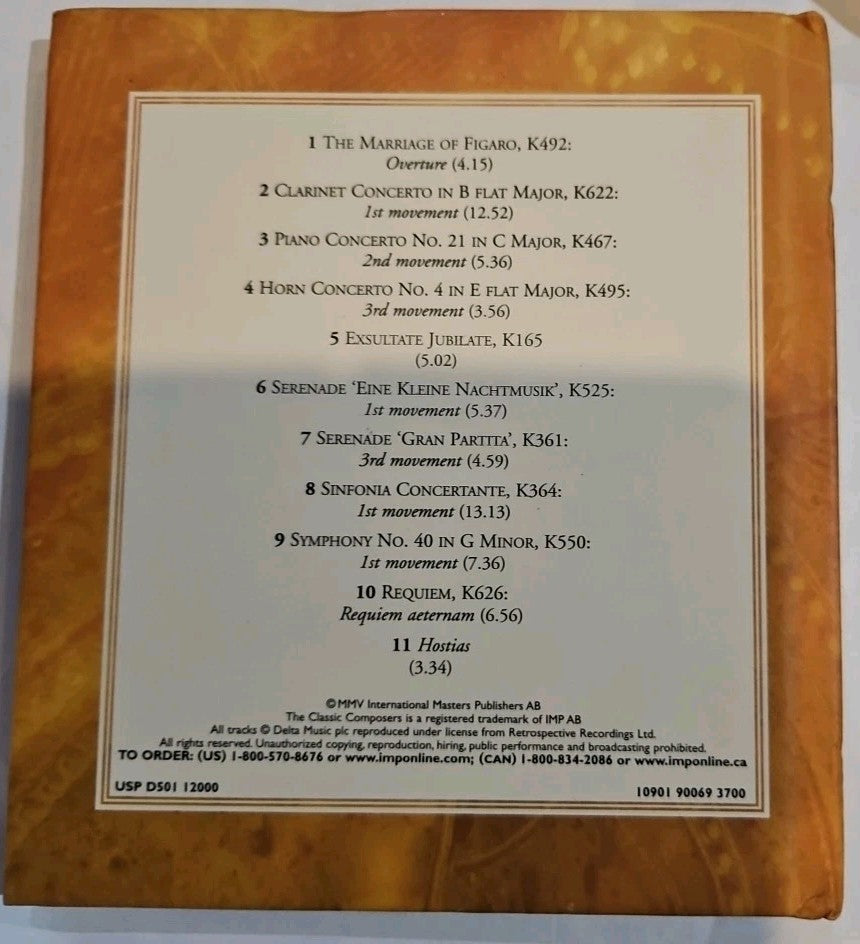 1 The Marriage of Figaro, K492:
Overture (4.15)
2 Clarinet Concerto in B flat Major, K622:
1st movement (12.52)
3 Piano Concerto No. 21 in C Major, K467:
2nd movement (5.36)
4 Horn Concerto No. 4 in E flat Major, K495:
3rd movement (3.56)
5 Exsultate Jubilate, K165
(5.02)
6 Serenade ‘Eine Kleine Nachtmusik’, K525:
1st movement (5.37)
7 Serenade ‘Gran Partita’, K361:
3rd movement (4.59)
8 Sinfonia Concertante, K364:
1st movement (13.13)
9 Symphony No. 40 in G Minor, K550:
1st movement (7.36)
10 Requiem, K626:
Requiem aeternam (6.56)
11 Hostias
(3.34)
©MMV International Masters Publishers AB
The Classic Composers is a registered trademark of IMP AB
All tracks © Delta Music plc reproduced under license from Retrospective Recordings Ltd.
All rights reserved. Unauthorized copying, reproduction, hiring, public performance and broadcasting prohibited.
TO ORDER: (US) 1-800-570-8676 or www.imponline.com; (CAN) 1-800-834-2086 or www.imponline.ca
USP D501 12000
10901 90069 3700